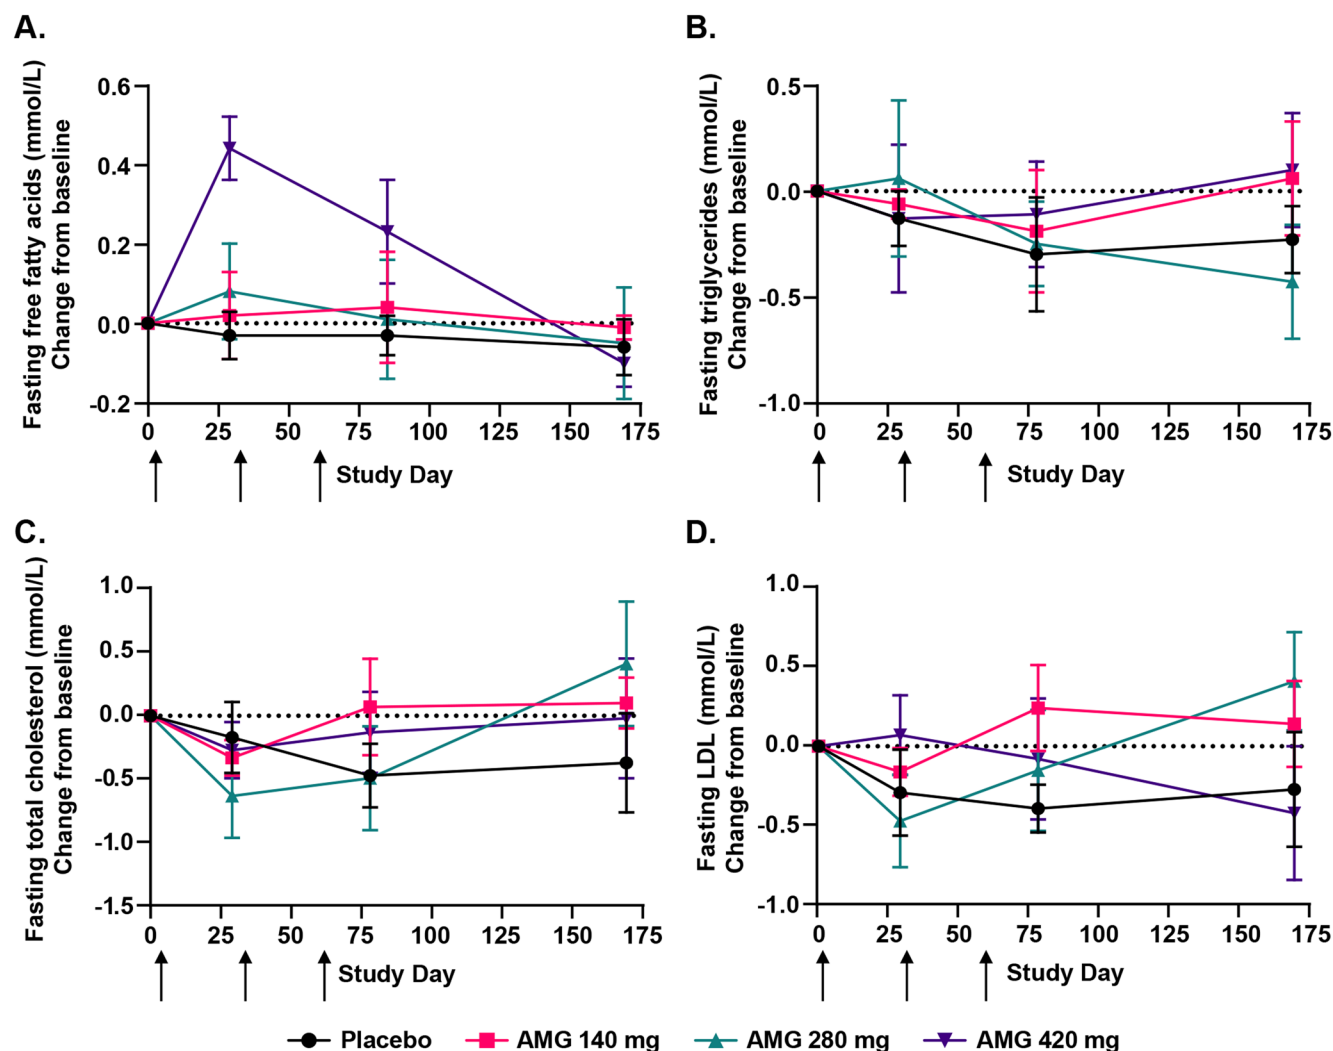 A.
Fasting free fatty acids (mmol/L)
Change from baseline
0.6
0.4
0.2
0.0
-0.2
0 25 50 75 100 125 150 175
Study Day
B.
Fasting triglycerides (mmol/L)
Change from baseline
0.5
0.0
-0.5
-1.0
0 25 50 75 100 125 150 175
Study Day
C.
Fasting total cholesterol (mmol/L)
Change from baseline
1.0
0.5
0.0
-0.5
-1.0
-1.5
0 25 50 75 100 125 150 175
Study Day
D.
Fasting LDL (mmol/L)
Change from baseline
1.0
0.5
0.0
-0.5
-1.0
0 25 50 75 100 125 150 175
Study Day
Placebo AMG 140 mg AMG 280 mg AMG 420 mg